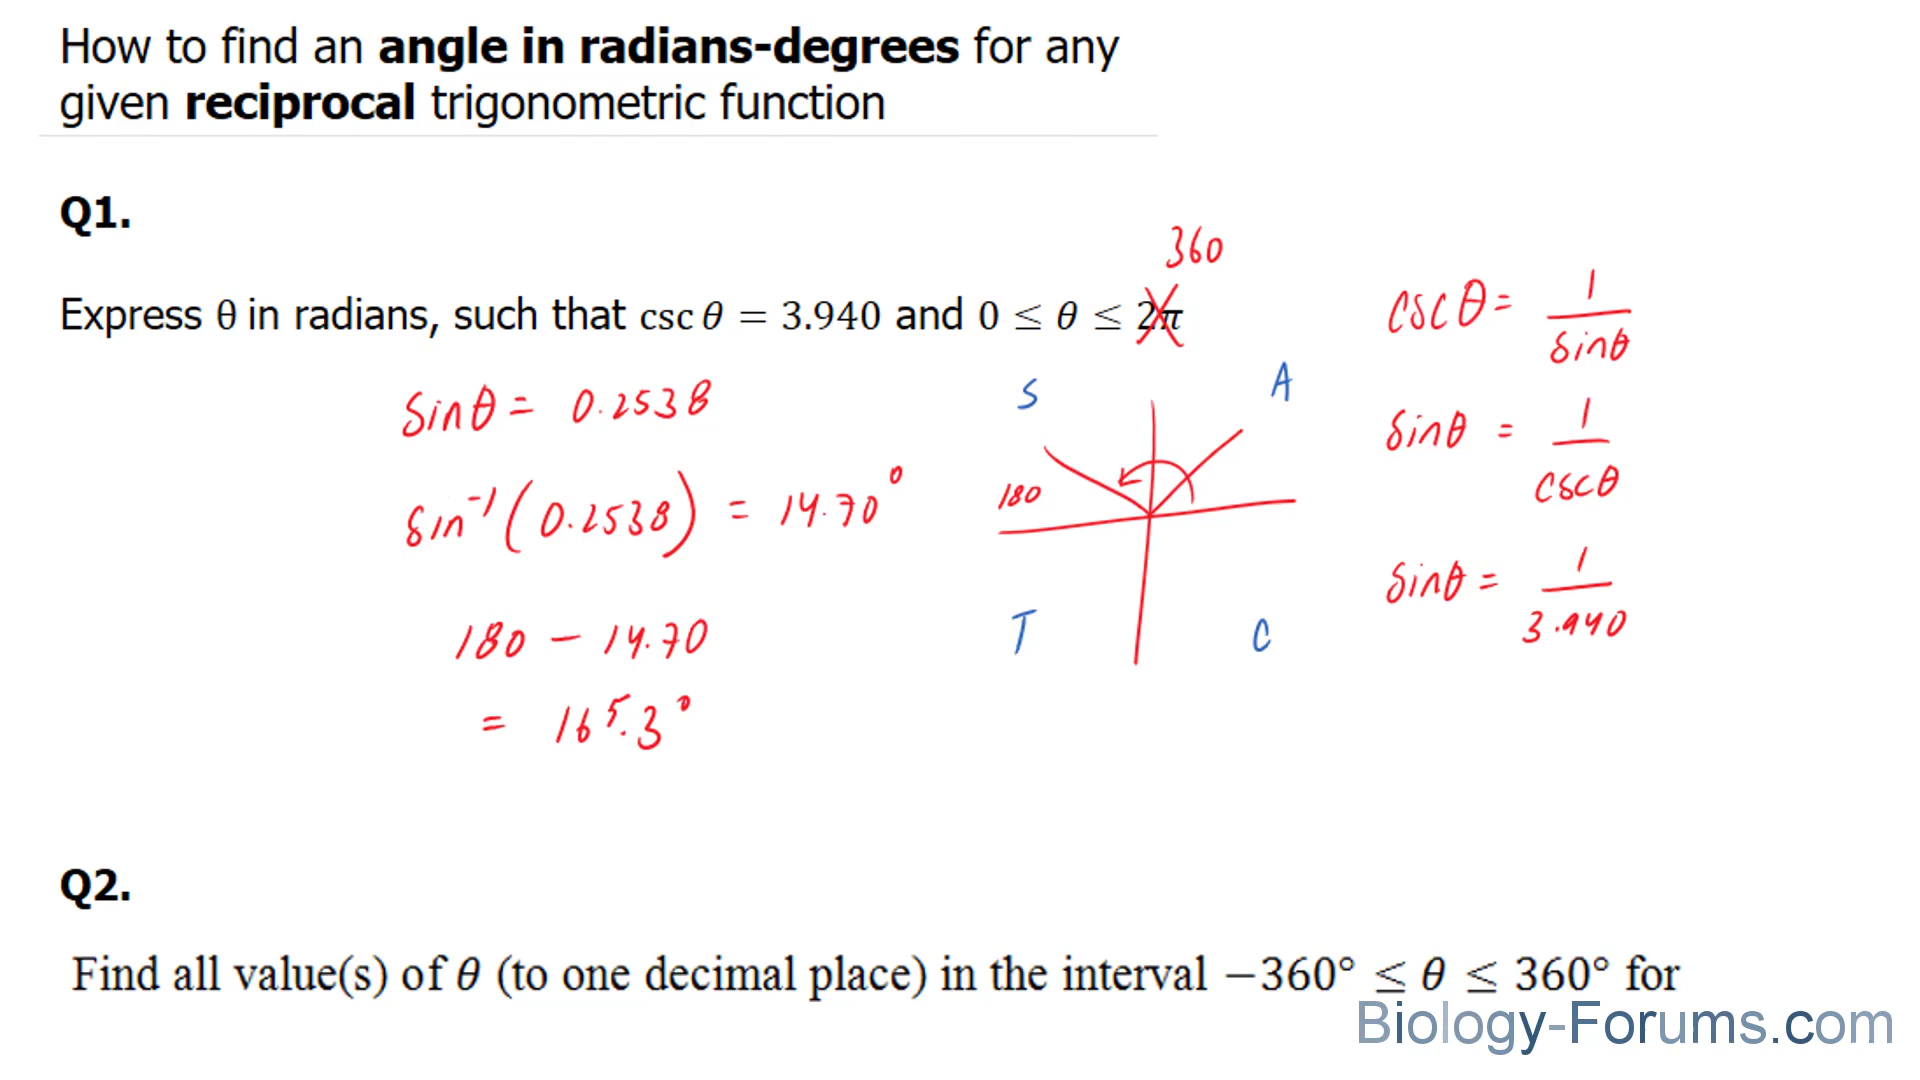 How to find an angle in radians-degrees for any
given reciprocal trigonometric function
Q1.
360
Express θ in radians, such that csc θ = 3.940 and 0 ≤ θ ≤ 2π
cscθ = 1/sinθ
sinθ = 0.2538
S
A
sinθ = 1/cscθ
sin⁻¹(0.2538) = 14.70°
180
sinθ = 1/3.940
180 - 14.70
T
C
= 165.3°
Q2.
Find all value(s) of θ (to one decimal place) in the interval −360° ≤ θ ≤ 360° for
Biology-Forums.com